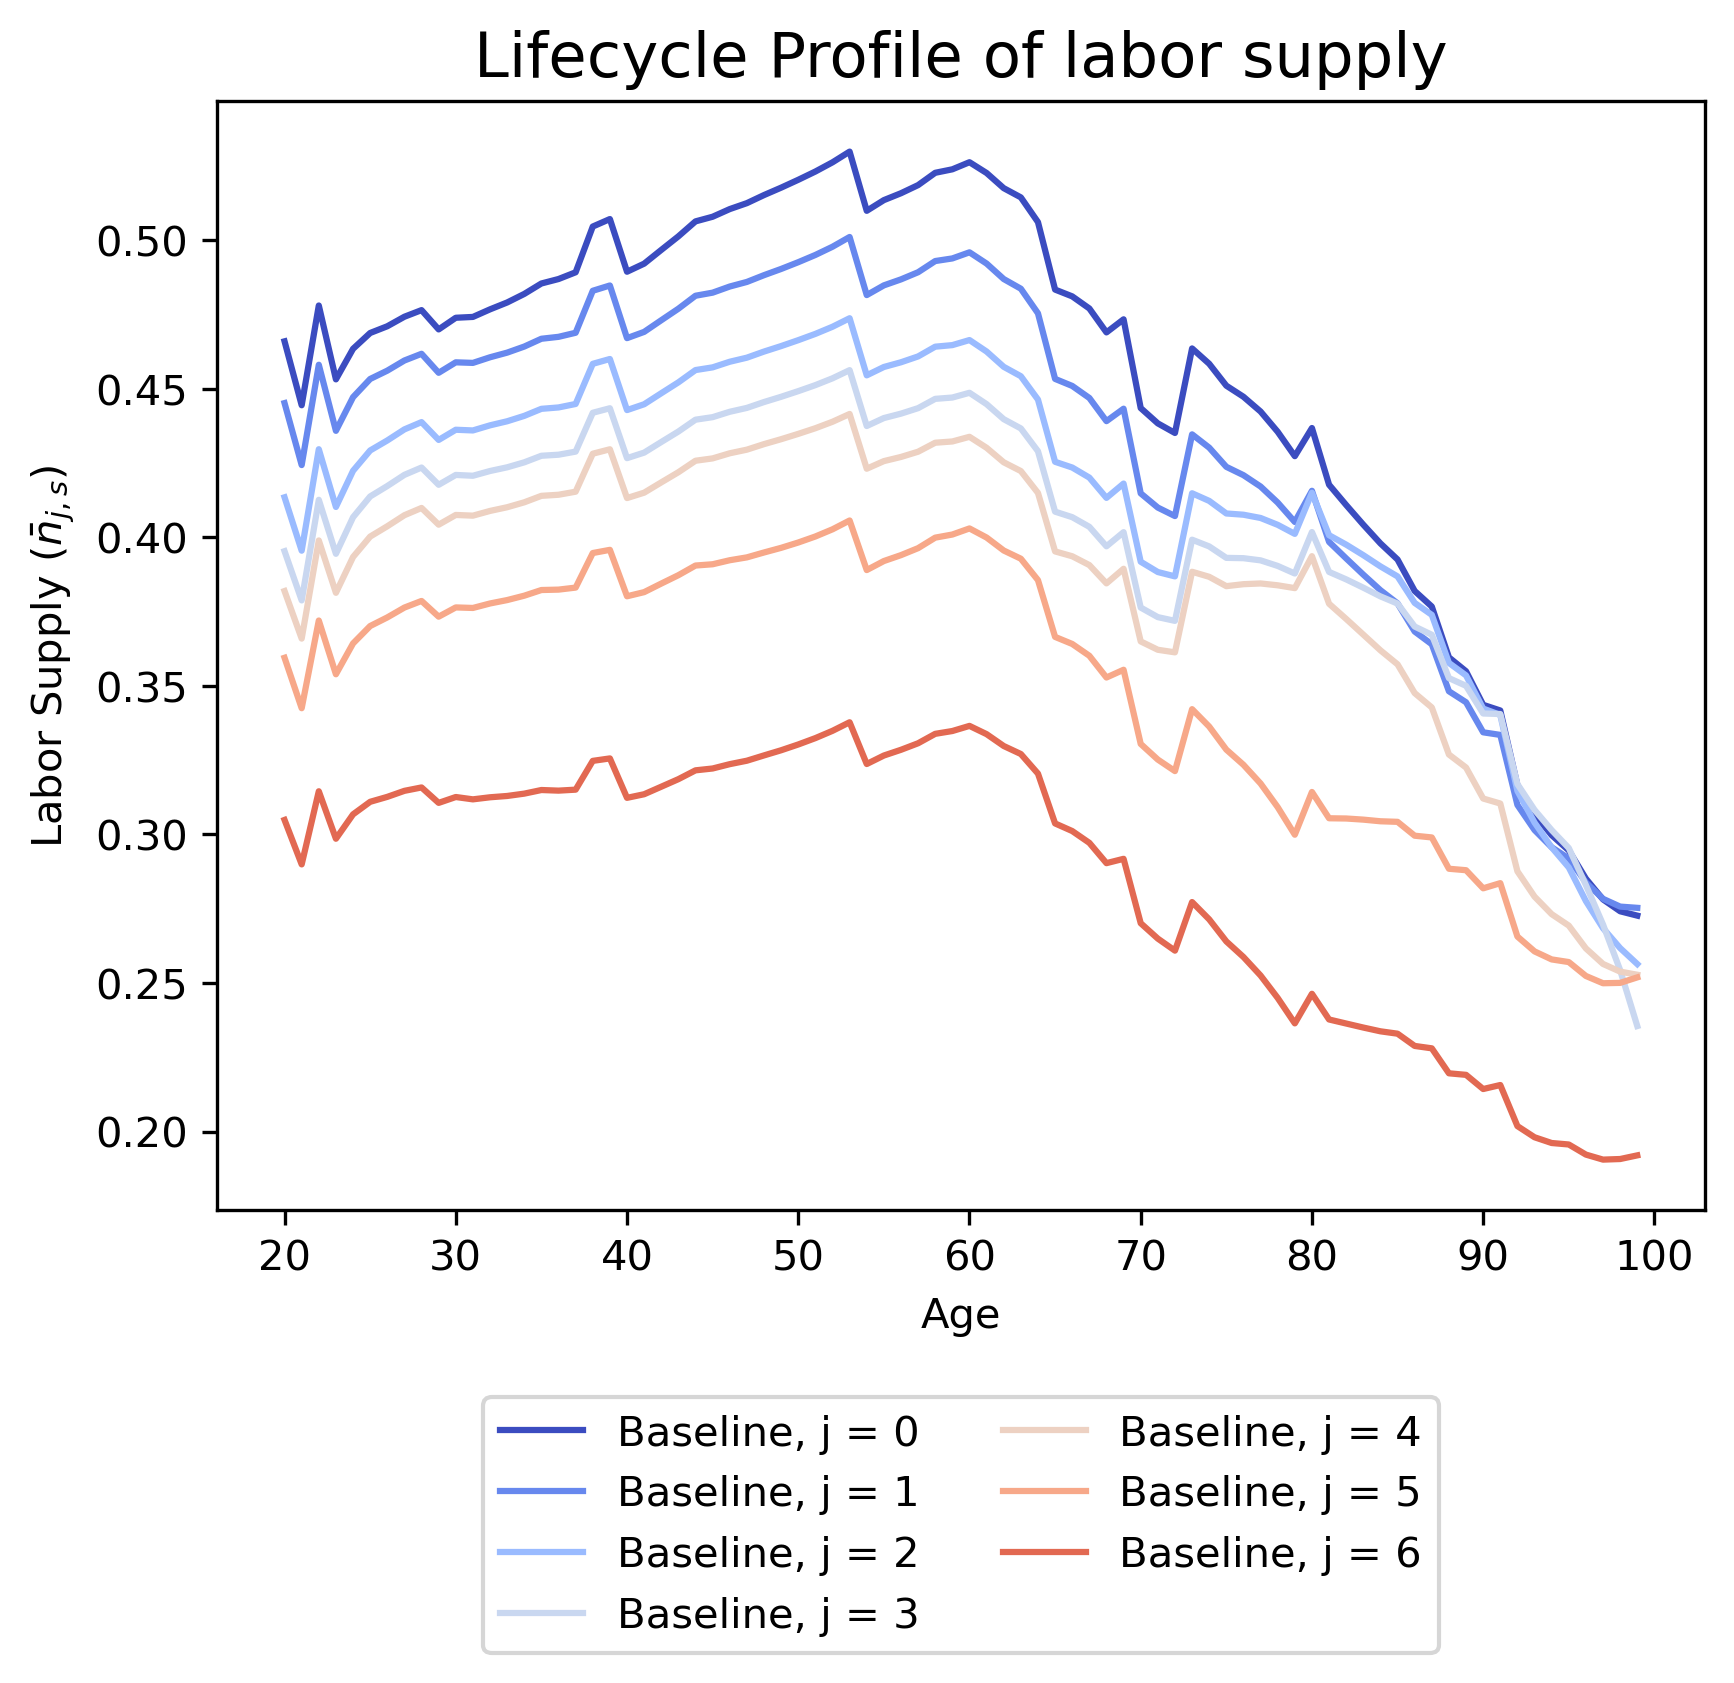 Lifecycle Profile of labor supply
Labor Supply ($\bar{n}_{j,s}$)
0.50
0.45
0.40
0.35
0.30
0.25
0.20
20 30 40 50 60 70 80 90 100
Age
Baseline, j = 0
Baseline, j = 1
Baseline, j = 2
Baseline, j = 3
Baseline, j = 4
Baseline, j = 5
Baseline, j = 6